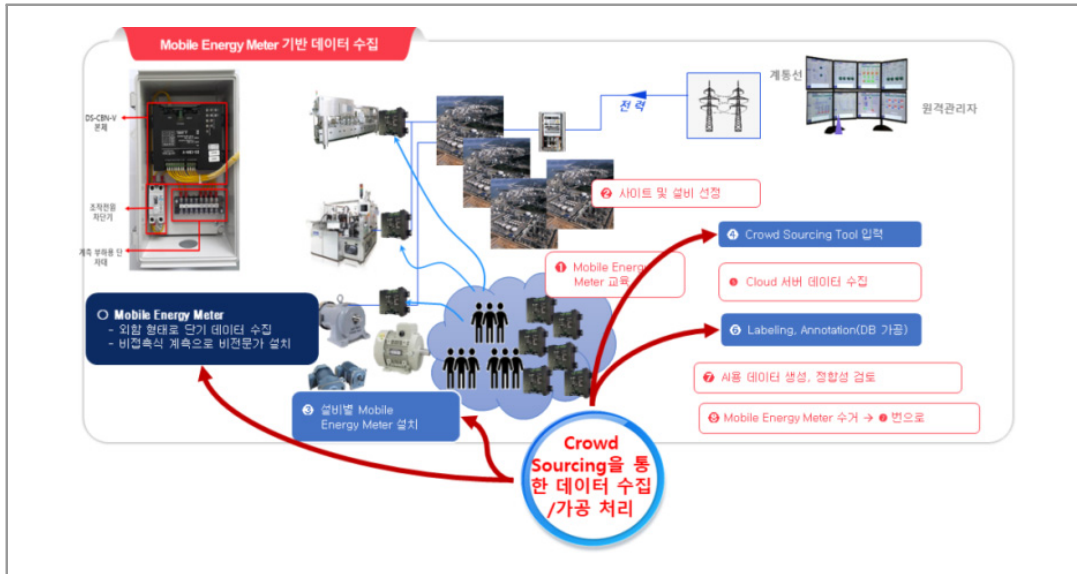 Mobile Energy Meter 기반 데이터 수집
DS-CBN-V
본체
조작전원
차단기
계측 부하용 단
자대
전 력
계통선
원격관리자
❷ 사이트 및 설비 선정
❶ Mobile Energy
Meter 교육
❹ Crowd Sourcing Tool 입력
Cloud 서버 데이터 수집
❻ Labeling, Annotation(DB 가공)
❼ AI용 데이터 생성, 정합성 검토
❽ Mobile Energy Meter 수거 → ❷ 번으로
○ Mobile Energy Meter
- 외함 형태로 단기 데이터 수집
- 비접촉식 계측으로 비전문가 설치
❸ 설비별 Mobile
Energy Meter 설치
Crowd
Sourcing을 통
한 데이터 수집
/가공 처리